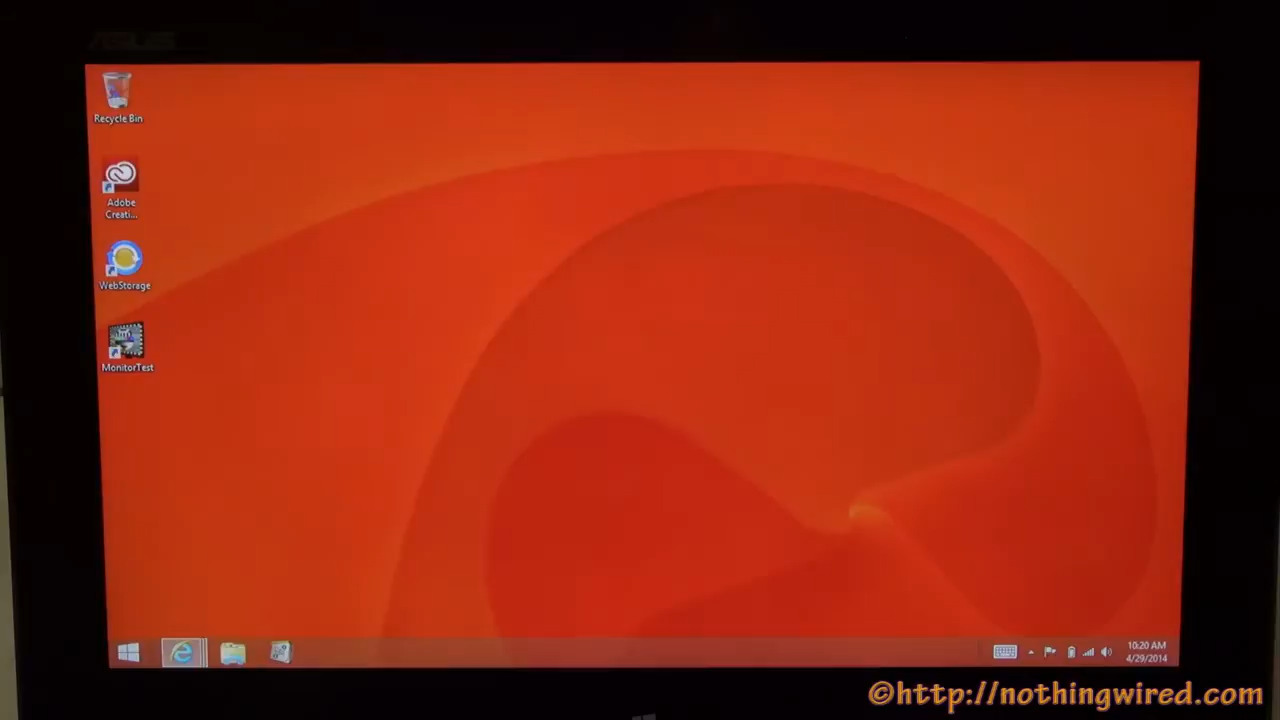 ASUS
Recycle Bin
Adobe
Creati...
WebStorage
MonitorTest
10:20 AM
4/29/2014
©http://nothingwired.com